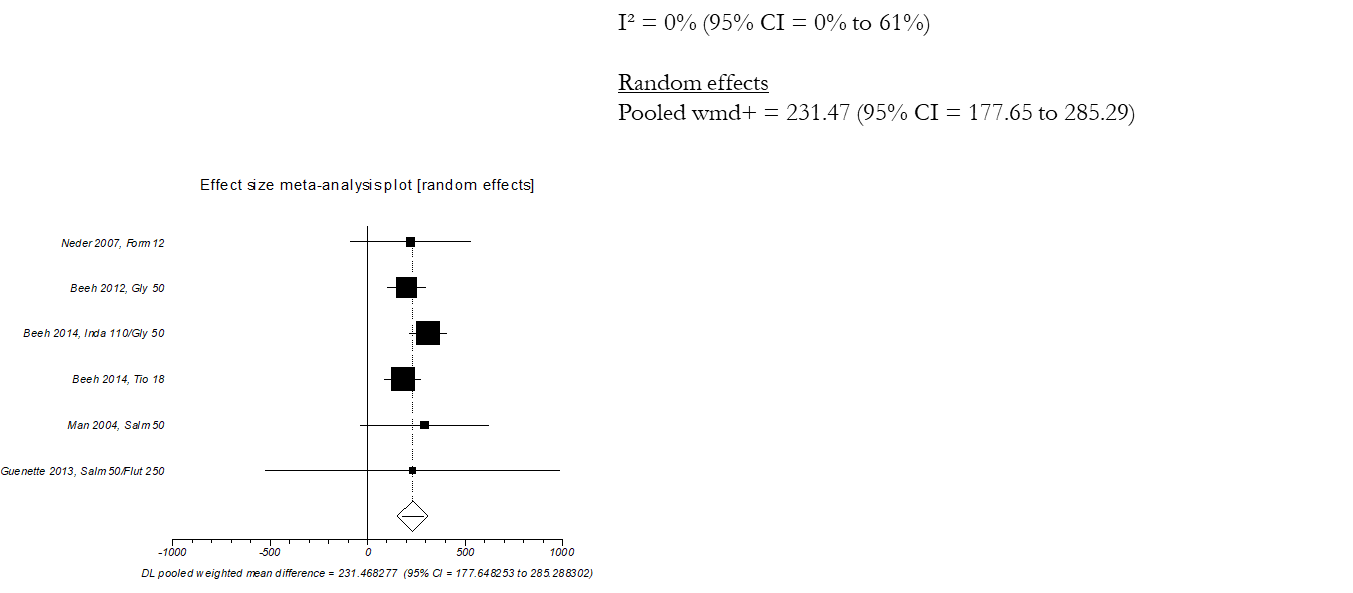 I² = 0% (95% CI = 0% to 61%)
Random effects
Pooled wmd+ = 231.47 (95% CI = 177.65 to 285.29)
Effect size meta-analysis plot [random effects]
Neder 2007, Form 12
Beeh 2012, Gly 50
Beeh 2014, Inda 110/Gly 50
Beeh 2014, Tio 18
Man 2004, Salm 50
Guenette 2013, Salm 50/Flut 250
-1000 -500 0 500 1000
DL pooled weighted mean difference = 231.468277 (95% CI = 177.648253 to 285.288302)